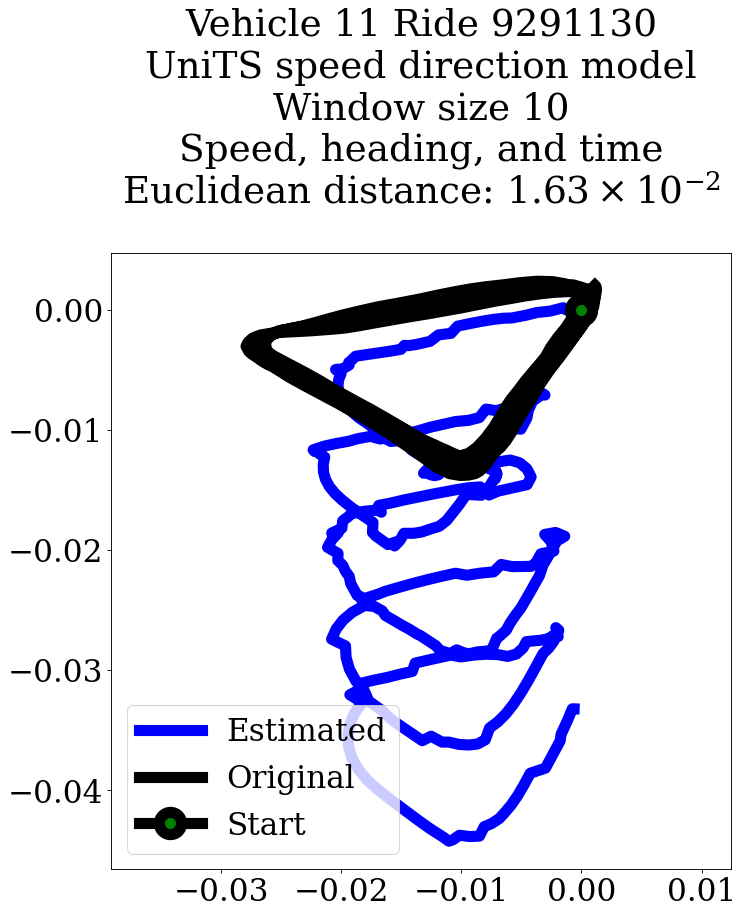 Vehicle 11 Ride 9291130
UniTS speed direction model
Window size 10
Speed, heading, and time
Euclidean distance: 1.63 × 10⁻²
0.00
−0.01
−0.02
−0.03
−0.04
Estimated
Original
Start
−0.03 −0.02 −0.01 0.00 0.01